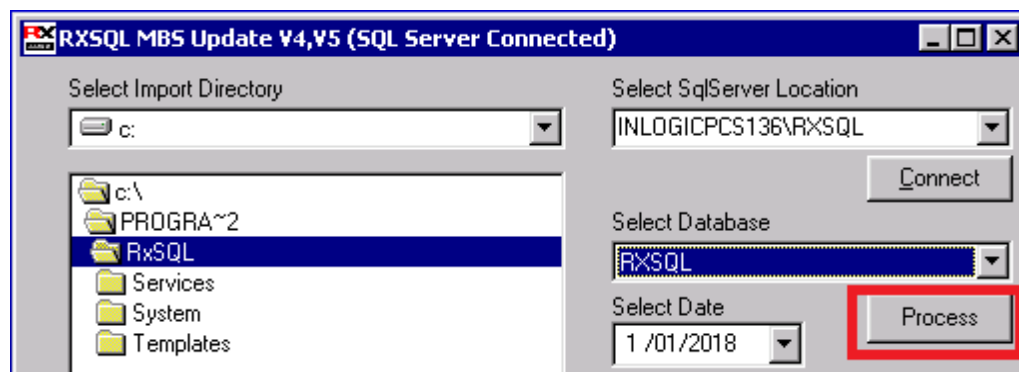 RXSQL MBS Update V4,V5 (SQL Server Connected)
Select Import Directory
c:
c:\
PROGRA~2
RxSQL
Services
System
Templates
Select SqlServer Location
INLOGICPCS136\RXSQL
Connect
Select Database
RXSQL
Select Date
1 /01/2018
Process